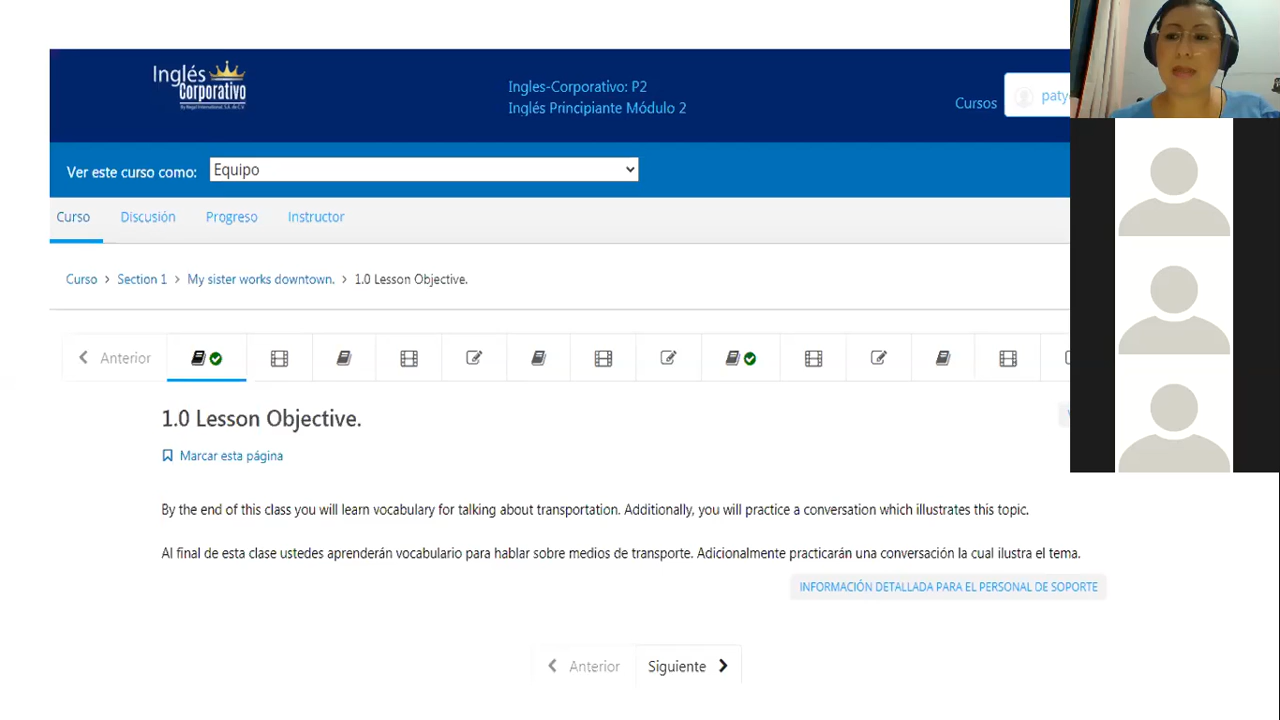 Inglés
Corporativo
Ingles-Corporativo: P2
Inglés Principiante Módulo 2
Cursos
paty
Ver este curso como:
Equipo
Curso
Discusión
Progreso
Instructor
Curso > Section 1 > My sister works downtown. > 1.0 Lesson Objective.
Anterior
1.0 Lesson Objective.
Marcar esta página
By the end of this class you will learn vocabulary for talking about transportation. Additionally, you will practice a conversation which illustrates this topic.
Al final de esta clase ustedes aprenderán vocabulario para hablar sobre medios de transporte. Adicionalmente practicarán una conversación la cual ilustra el tema.
INFORMACIÓN DETALLADA PARA EL PERSONAL DE SOPORTE
Anterior
Siguiente